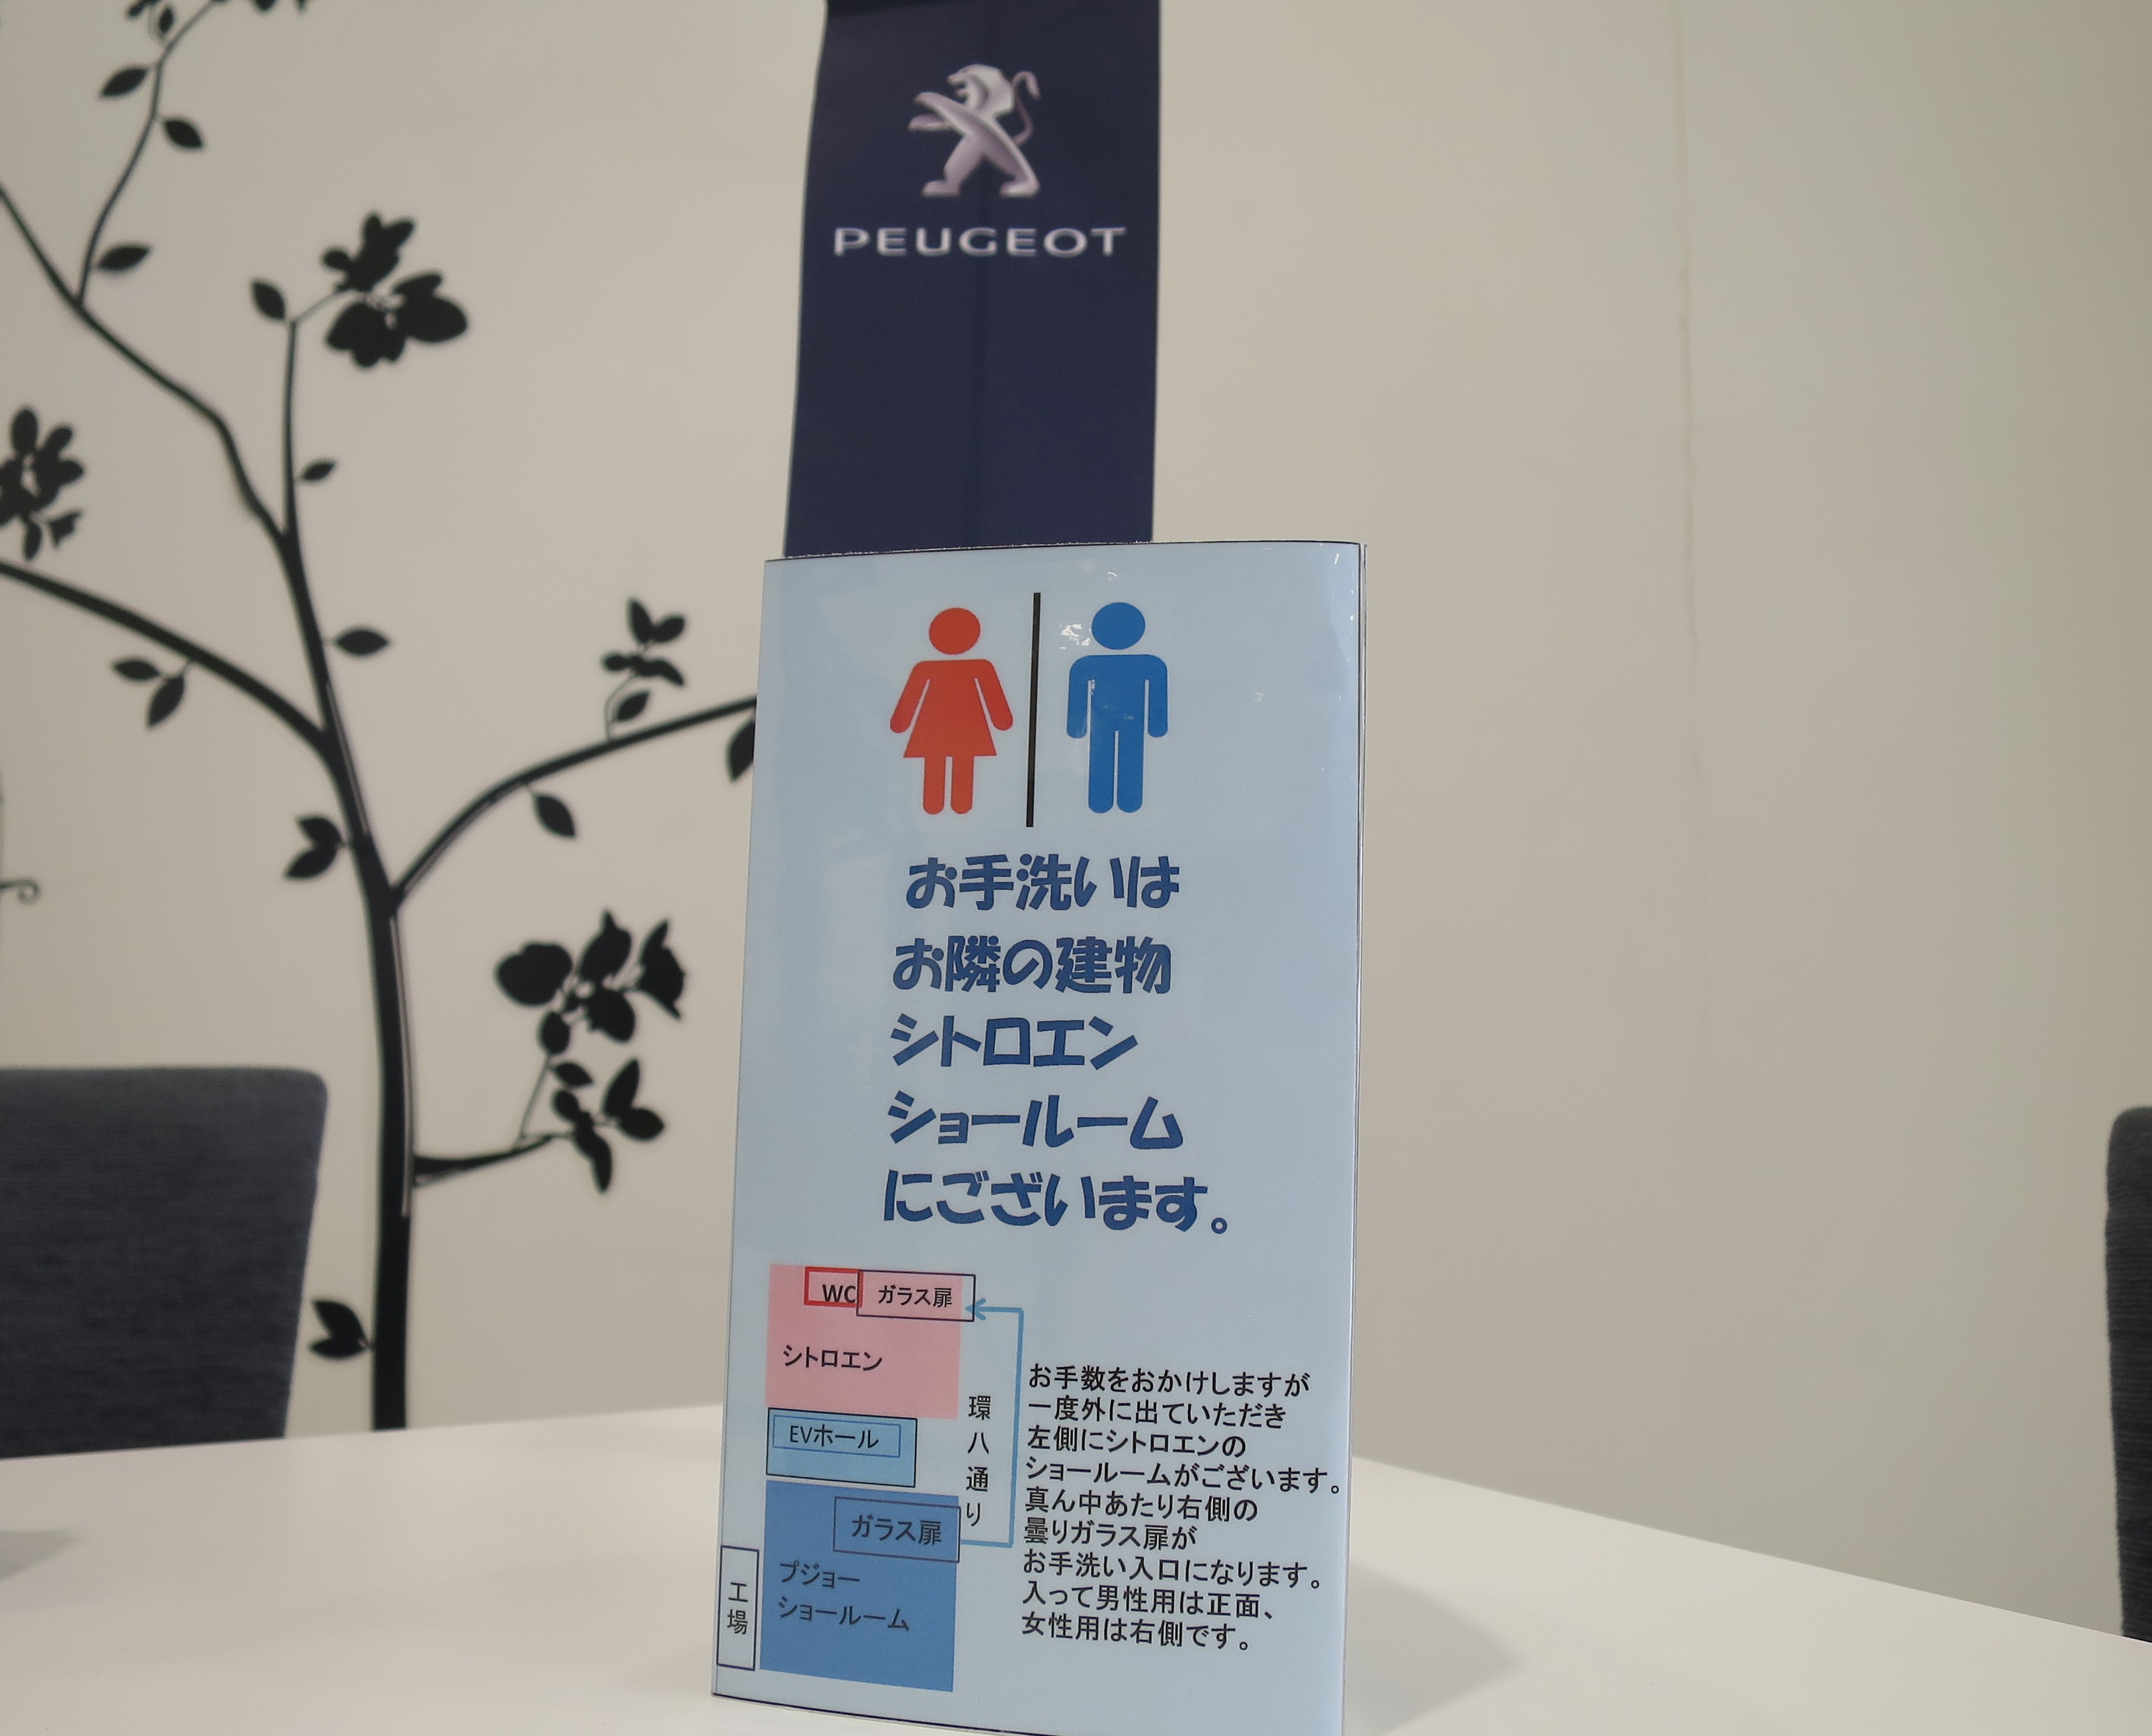 PEUGEOT
お手洗いは
お隣の建物
シトロエン
ショールーム
にございます。
WC
ガラス扉
シトロエン
EVホール
環八通り
ガラス扉
プジョー
ショールーム
工場
お手数をおかけしますが
一度外に出ていただき
左側にシトロエンの
ショールームがございます。
真ん中あたり右側の
曇りガラス扉が
お手洗い入口になります。
入って男性用は正面、
女性用は右側です。